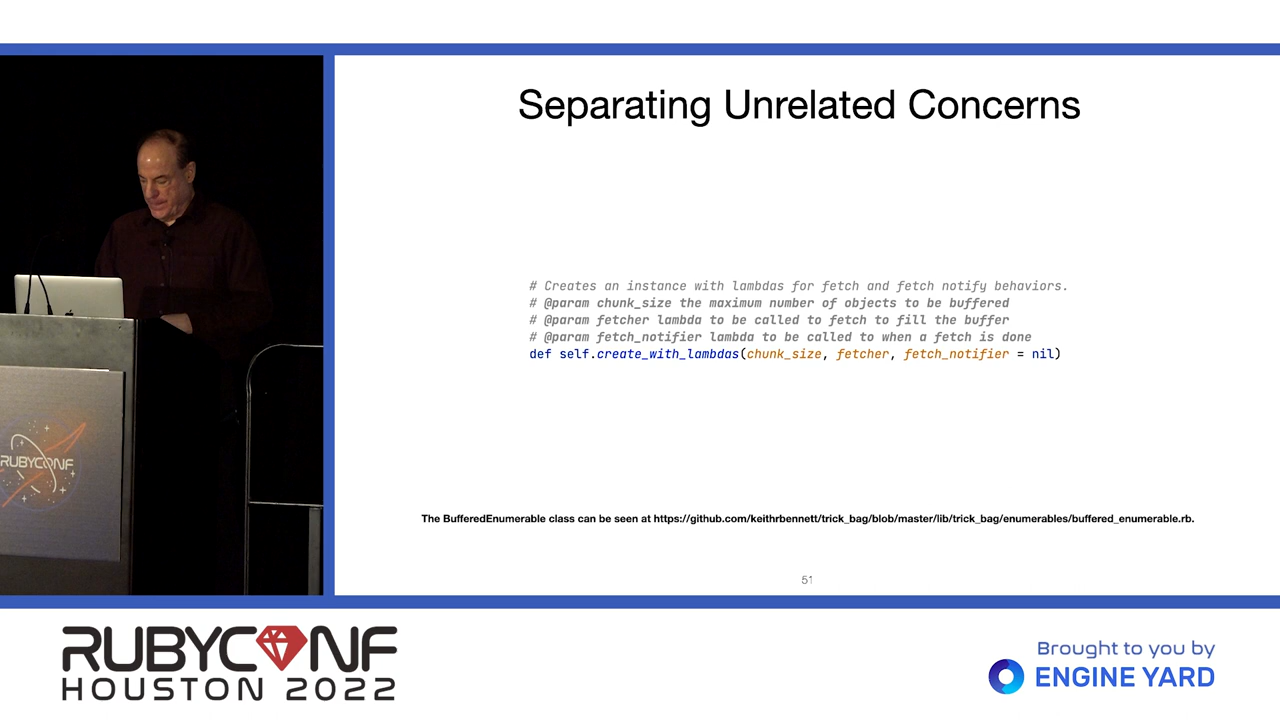 Separating Unrelated Concerns
# Creates an instance with lambdas for fetch and fetch notify behaviors.
# @param chunk_size the maximum number of objects to be buffered
# @param fetcher lambda to be called to fetch to fill the buffer
# @param fetch_notifier lambda to be called to when a fetch is done
def self.create_with_lambdas(chunk_size, fetcher, fetch_notifier = nil)
The BufferedEnumerable class can be seen at https://github.com/keithrbennett/trick_bag/blob/master/lib/trick_bag/enumerables/buffered_enumerable.rb.
51
RUBYCONF
RUBYCONF
HOUSTON 2022
Brought to you by
ENGINE YARD